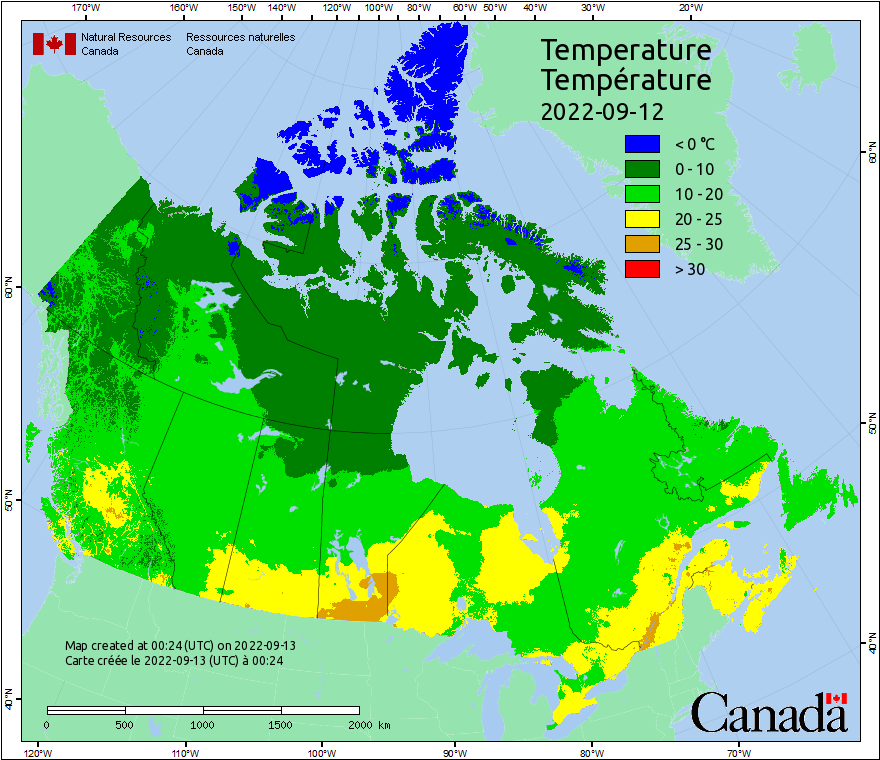 170°W 160°W 150°W 140°W 130°W 120°W 110°W 100°W 90°W 80°W 70°W 60°W 50°W 40°W 30°W 20°W
Natural Resources Ressources naturelles
Canada Canada
Temperature
Température
2022-09-12
< 0 °C
0 - 10
10 - 20
20 - 25
25 - 30
> 30
60°N
60°N
50°N
50°N
40°N
40°N
Map created at 00:24 (UTC) on 2022-09-13
Carte créée le 2022-09-13 (UTC) à 00:24
0 500 1000 1500 2000 km
Canada
120°W 110°W 100°W 90°W 80°W 70°W